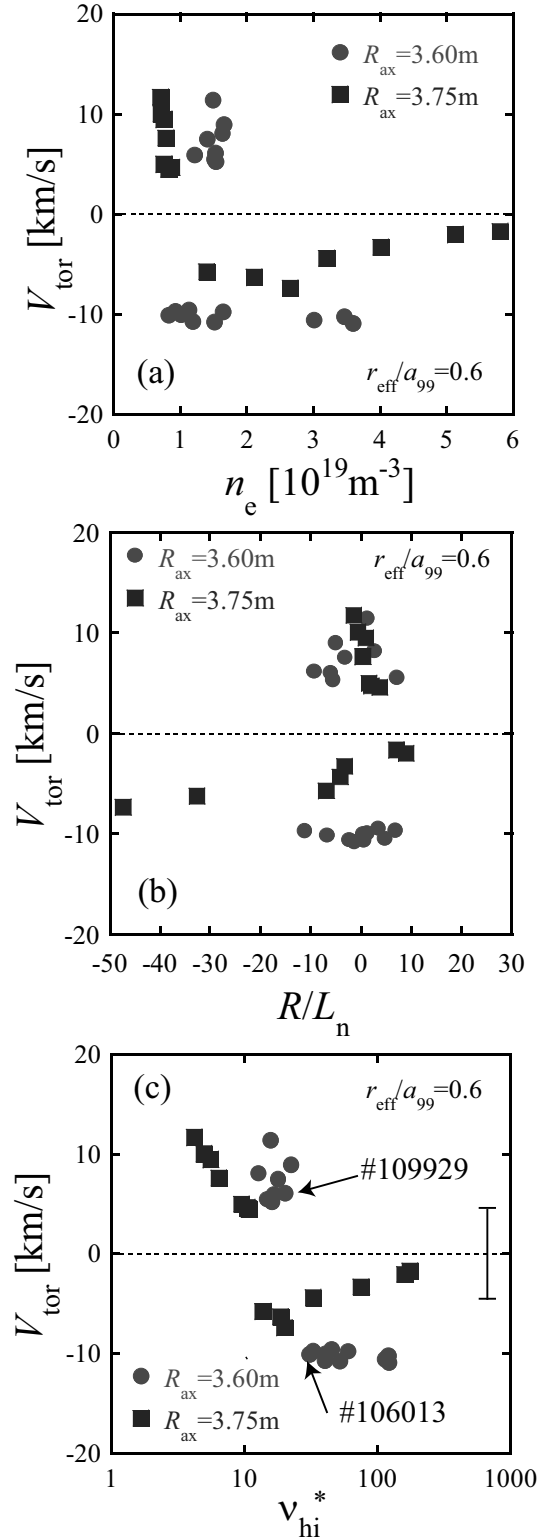 20
R_ax=3.60m
R_ax=3.75m
10
0
V_tor [km/s]
-10
(a)
r_eff/a_99=0.6
-20
0 1 2 3 4 5 6
n_e [10^19 m^-3]
20
R_ax=3.60m
r_eff/a_99=0.6
R_ax=3.75m
10
0
V_tor [km/s]
-10
(b)
-20
-50 -40 -30 -20 -10 0 10 20 30
R/L_n
20
(c)
r_eff/a_99=0.6
10
#109929
0
V_tor [km/s]
-10
R_ax=3.60m
#106013
R_ax=3.75m
-20
1 10 100 1000
ν_hi^*